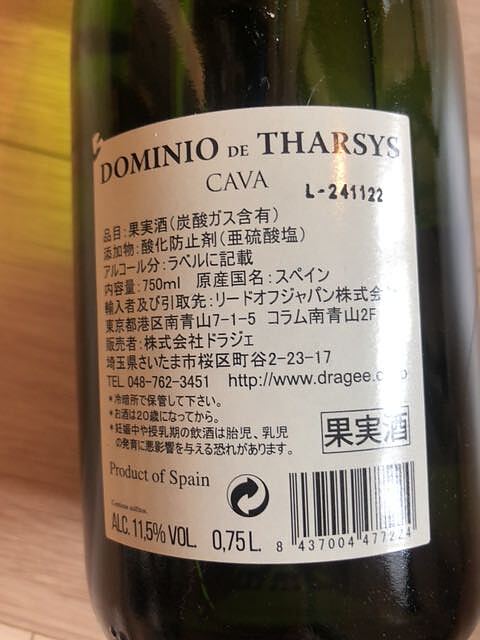 DOMINIO DE THARSYS
CAVA
L-241122
品目:果実酒(炭酸ガス含有)
添加物:酸化防止剤(亜硫酸塩)
アルコール分:ラベルに記載
内容量:750ml 原産国名:スペイン
輸入者及び引取先:リードオフジャパン株式会
東京都港区南青山7-1-5 コラム南青山2F
販売者:株式会社ドラジェ
埼玉県さいたま市桜区町谷2-23-17
TEL 048-762-3451 http://www.dragee.c
*冷暗所で保管して下さい。
*お酒は20歳になってから。
*妊娠中や授乳期の飲酒は胎児、乳児
の発育に悪影響を与える恐れがあります。
果実酒
Product of Spain
Contiene sulfitos.
ALC. 11,5% VOL. 0,75 L.
8 437004 477224